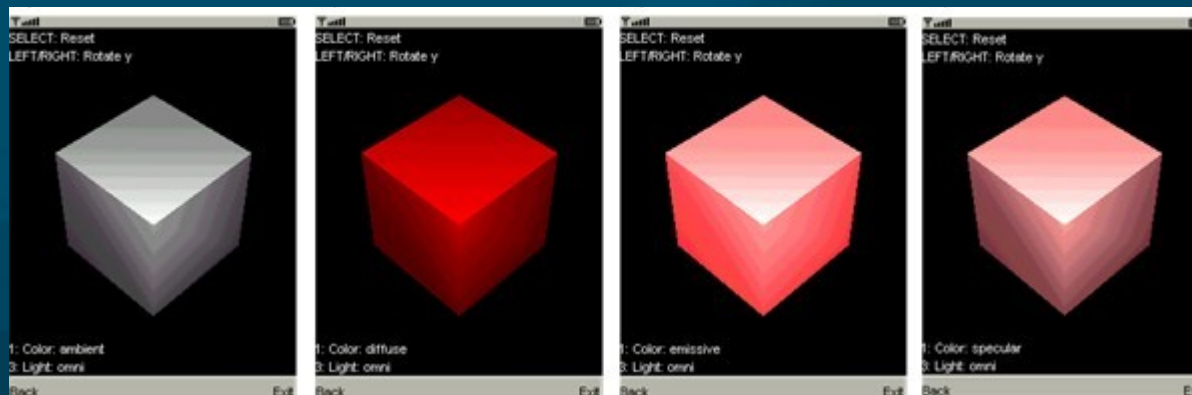 SELECT: Reset
LEFT/RIGHT: Rotate y
1: Color: ambient
3: Light: omni
Back Exit
SELECT: Reset
LEFT/RIGHT: Rotate y
1: Color: diffuse
3: Light: omni
Back Exit
SELECT: Reset
LEFT/RIGHT: Rotate y
1: Color: emissive
3: Light: omni
Back Exit
SELECT: Reset
LEFT/RIGHT: Rotate y
1: Color: specular
3: Light: omni
Back